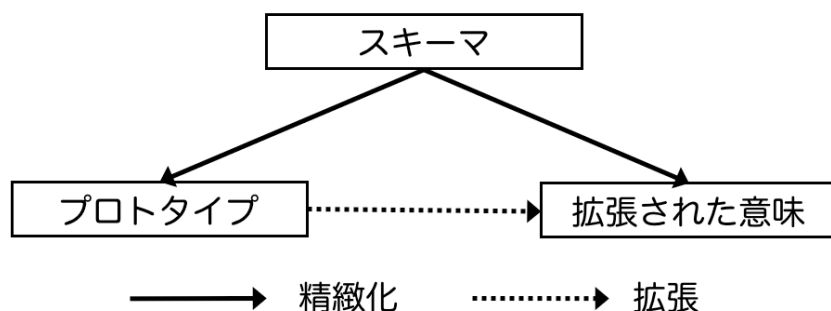 スキーマ
プロトタイプ
拡張された意味
精緻化
拡張